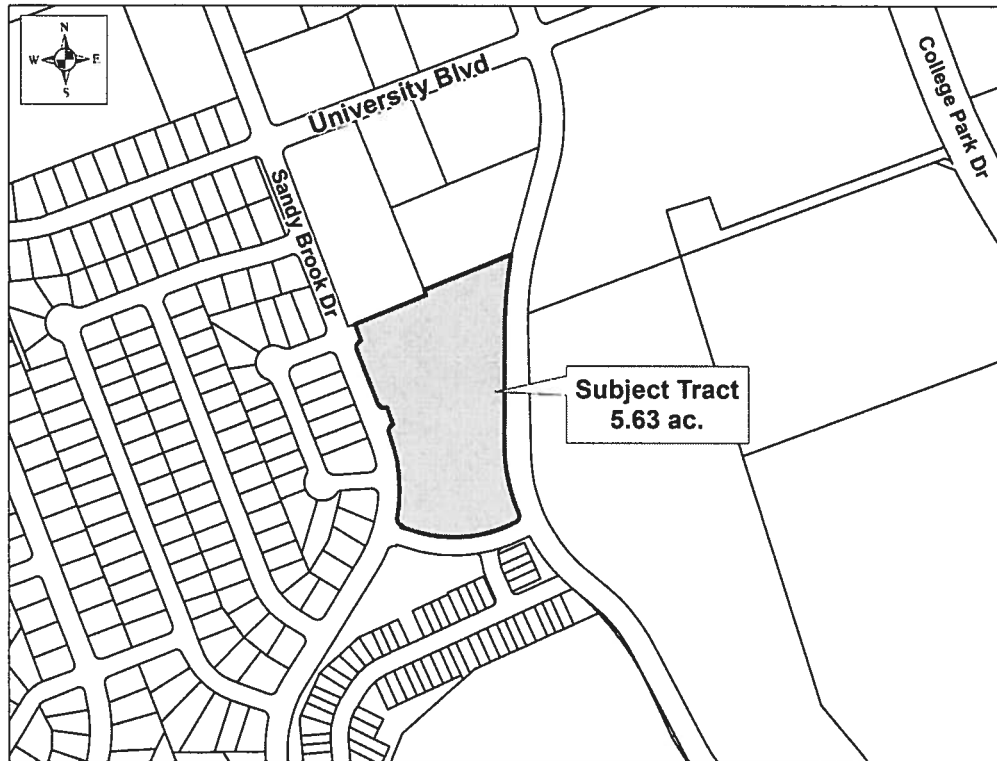 N
W E
S
University Blvd
College Park Dr
Sandy Brook Dr
Subject Tract
5.63 ac.